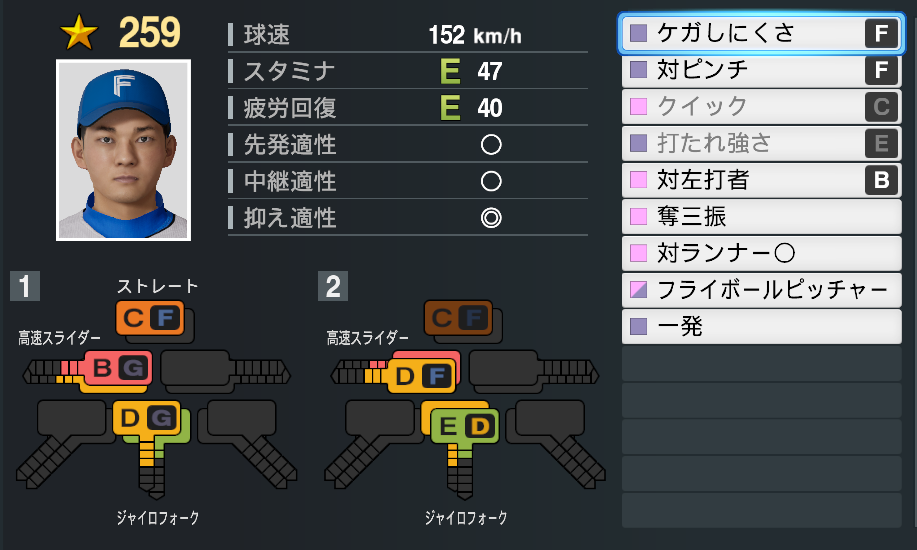 259
球速 152 km/h
スタミナ E 47
疲労回復 E 40
先発適性 ○
中継適性 ○
抑え適性 ◎
F
1
ストレート
C F
高速スライダー
B G
D G
ジャイロフォーク
2
C F
高速スライダー
D F
E D
ジャイロフォーク
ケガしにくさ F
対ピンチ F
クイック C
打たれ強さ E
対左打者 B
奪三振
対ランナー○
フライボールピッチャー
一発